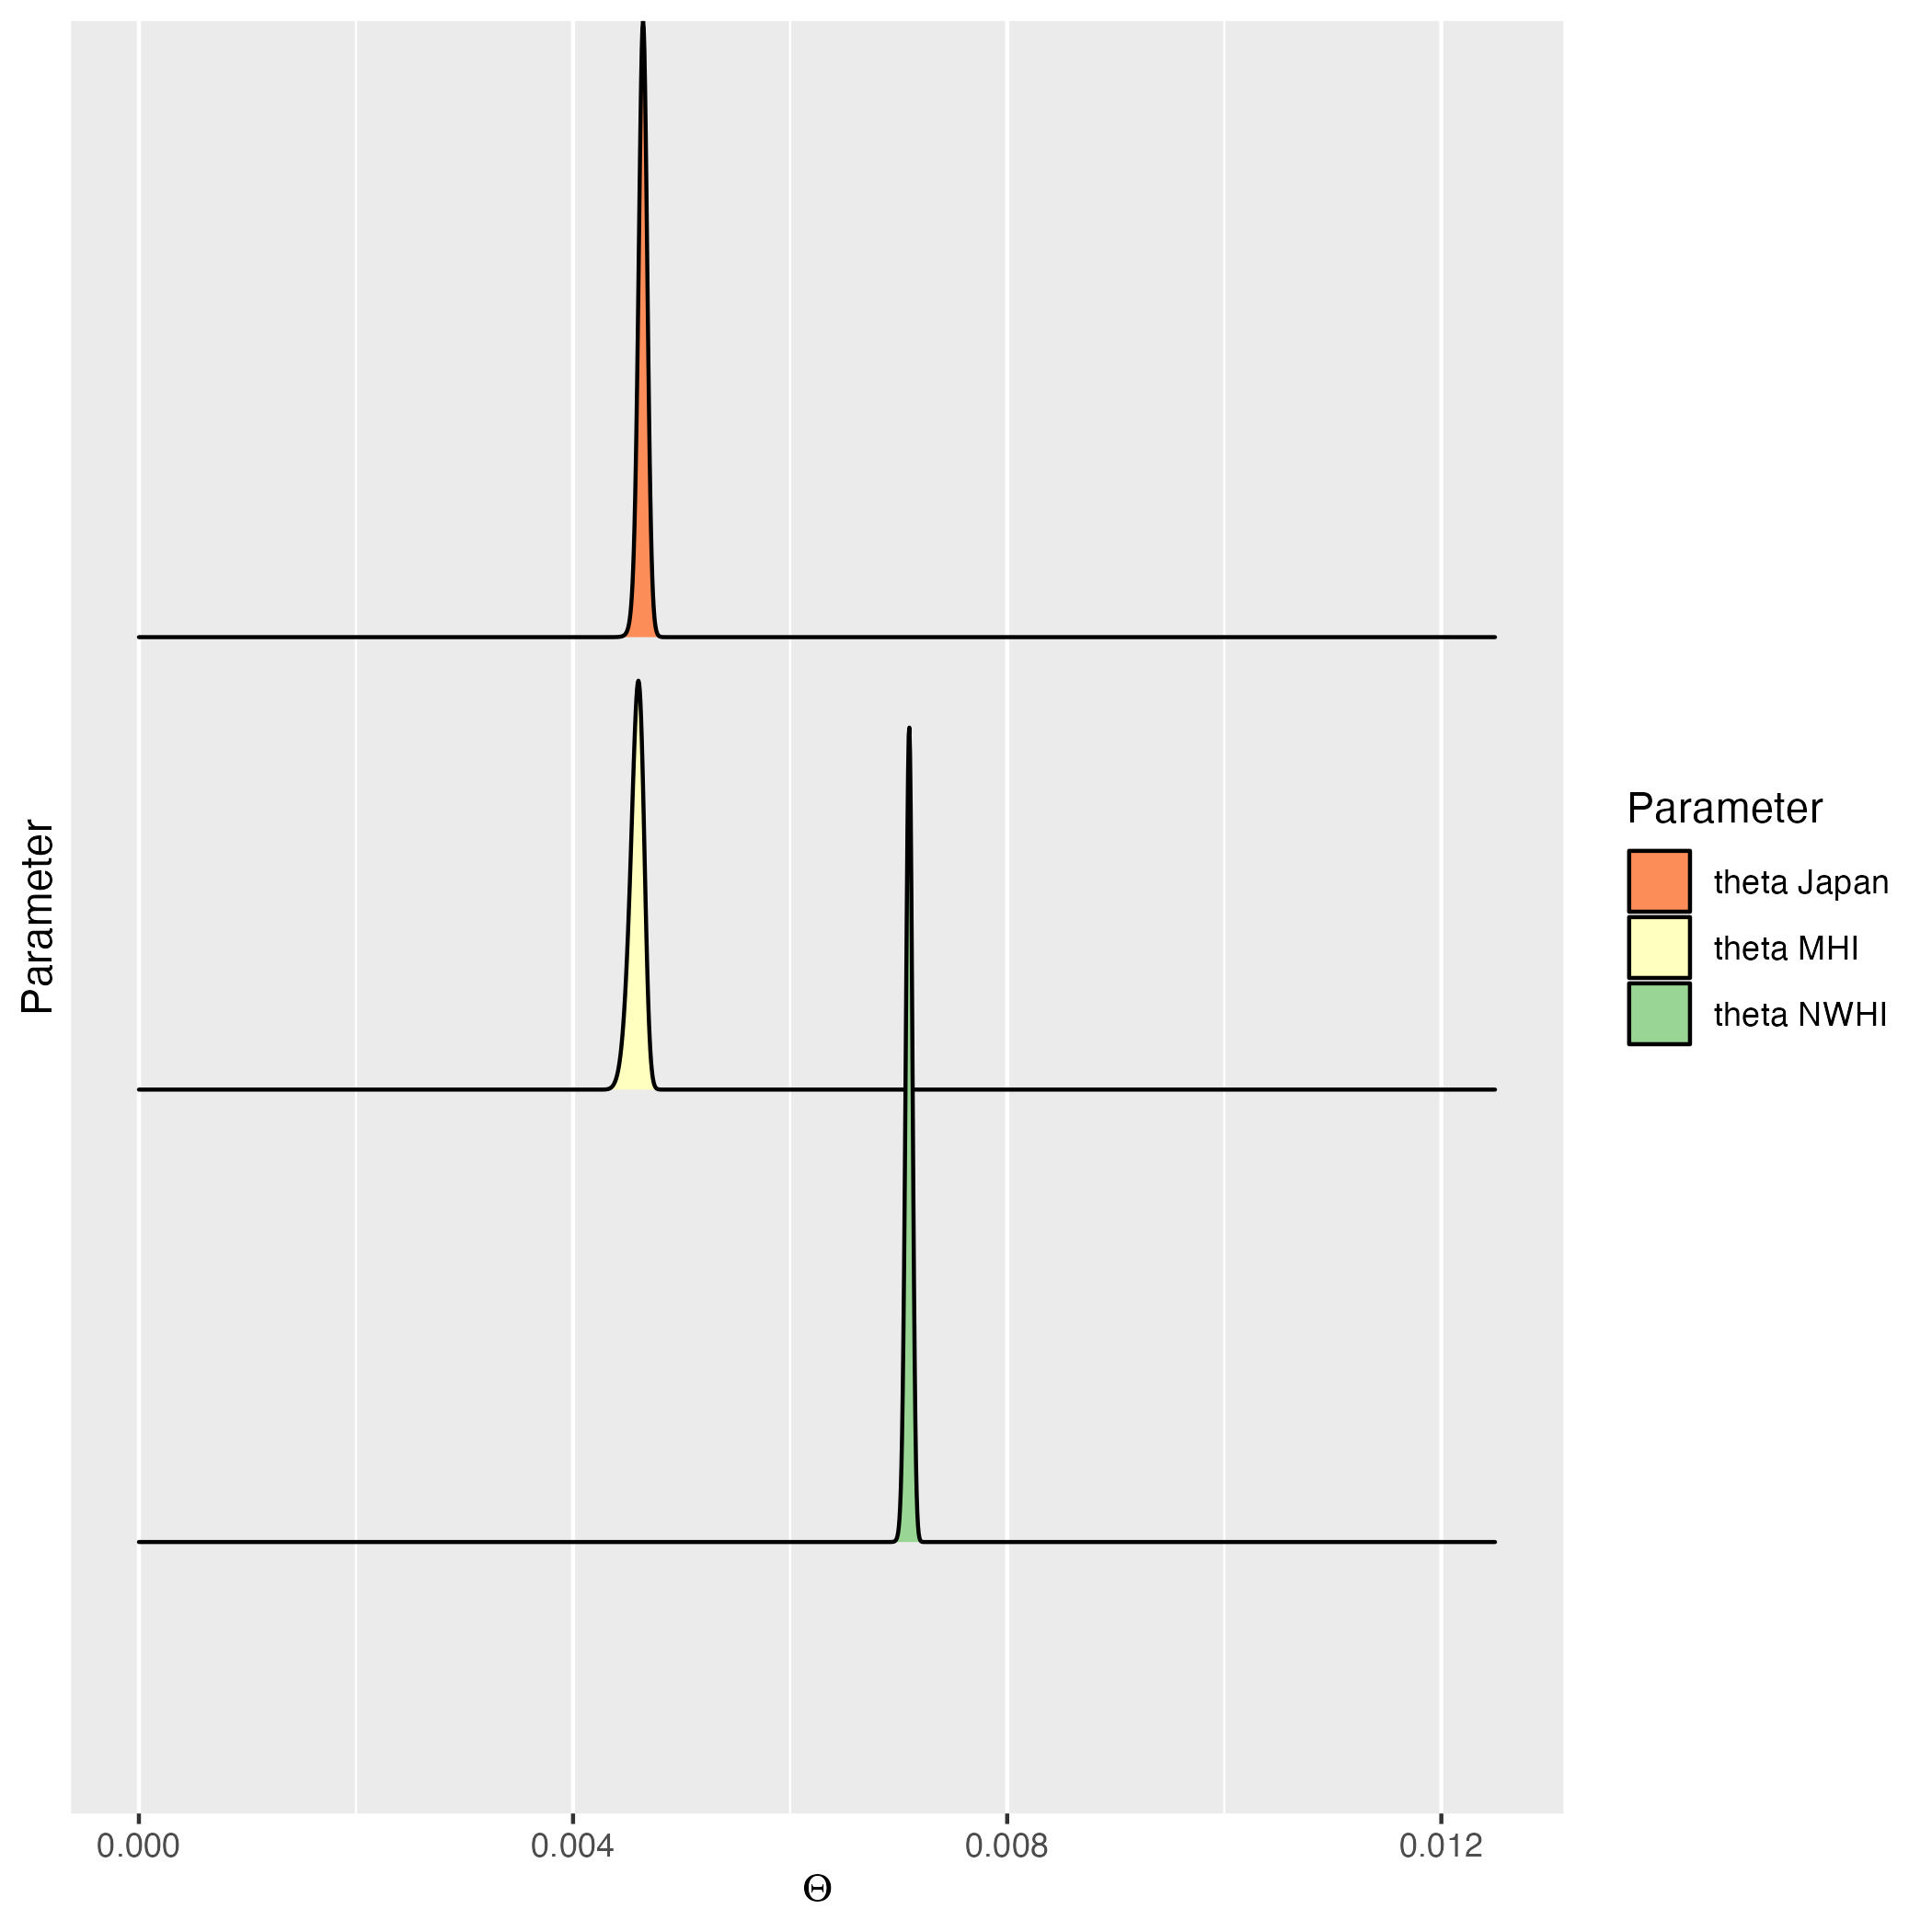 Parameter
Parameter
theta Japan
theta MHI
theta NWHI
0.000 0.004 0.008 0.012
Θ